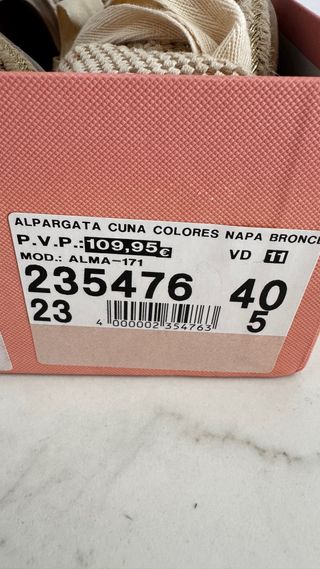 ALPARGATA CUNA COLORES NAPA BRONCE
P.V.P.: 109,95€ VD 11
MOD.: ALMA-171
235476 40
23 5
4 000002 354763